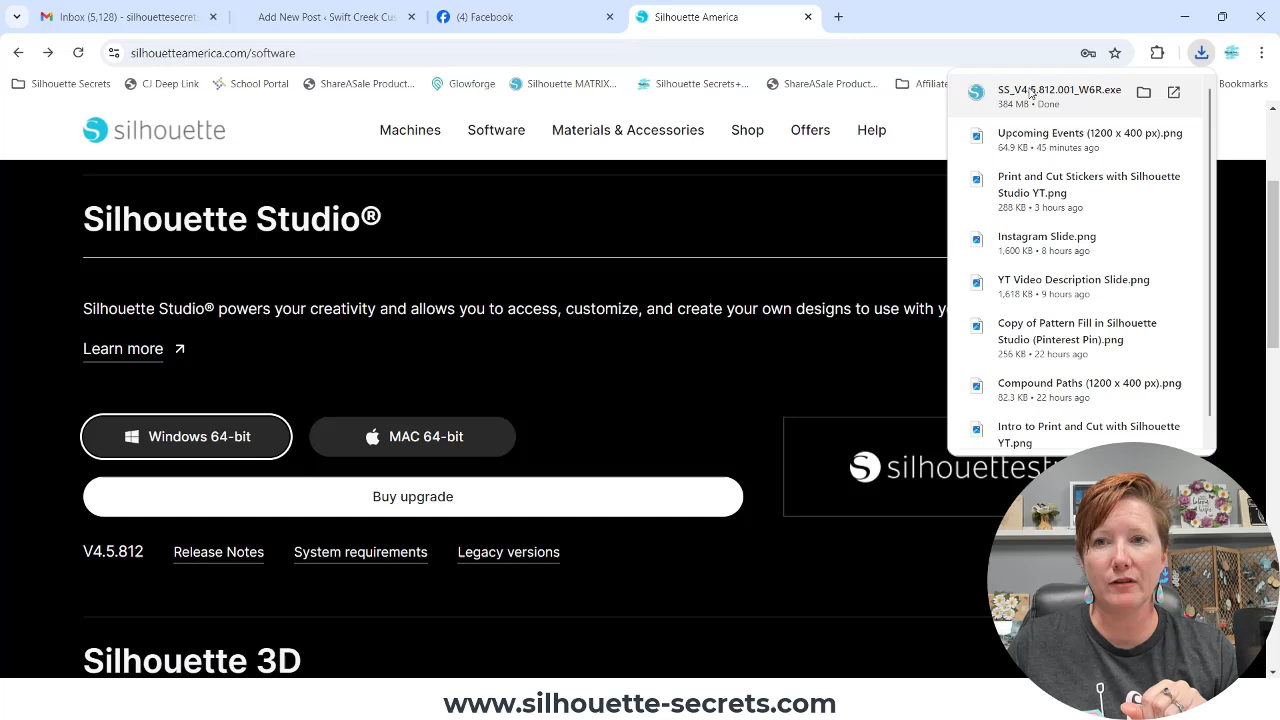 Inbox (5,128) - silhouettesecret
Add New Post ‹ Swift Creek Cus
(4) Facebook
Silhouette America
silhouetteamerica.com/software
Silhouette Secrets
CJ Deep Link
School Portal
ShareASale Produc...
Glowforge
Silhouette MATRIX...
Silhouette Secrets+...
ShareASale Produc...
Affiliat
Bookmarks
silhouette
Machines
Software
Materials & Accessories
Shop
Offers
Help
SS_V4.5.812.001_W6R.exe
384 MB • Done
Upcoming Events (1200 x 400 px).png
64.9 KB • 45 minutes ago
Print and Cut Stickers with Silhouette
Studio YT.png
288 KB • 3 hours ago
Instagram Slide.png
1,600 KB • 8 hours ago
YT Video Description Slide.png
1,618 KB • 9 hours ago
Copy of Pattern Fill in Silhouette
Studio (Pinterest Pin).png
256 KB • 22 hours ago
Compound Paths (1200 x 400 px).png
82.3 KB • 22 hours ago
Intro to Print and Cut with Silhouette
YT.png
Silhouette Studio®
Silhouette Studio® powers your creativity and allows you to access, customize, and create your own designs to use with
Learn more
Windows 64-bit
MAC 64-bit
Buy upgrade
silhouettest
V4.5.812
Release Notes
System requirements
Legacy versions
Silhouette 3D
www.silhouette-secrets.com